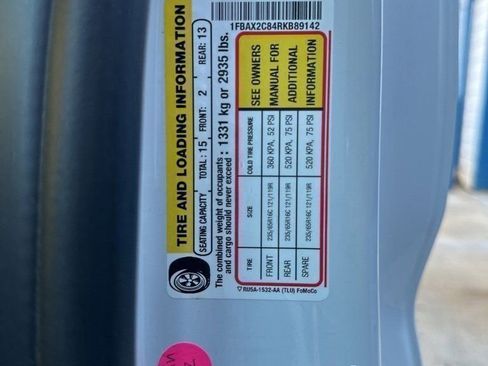 1FBAX2C84RKB89142
TIRE AND LOADING INFORMATION
SEATING CAPACITY TOTAL: 15 FRONT: 2 REAR: 13
The combined weight of occupants : 1331 kg or 2935 lbs.
and cargo should never exceed :
TIRE SIZE COLD TIRE PRESSURE
FRONT 235/65R16C 121/119R 360 KPA, 52 PSI
REAR 235/65R16C 121/119R 520 KPA, 75 PSI
SPARE 235/65R16C 121/119R 520 KPA, 75 PSI
SEE OWNERS
MANUAL FOR
ADDITIONAL
INFORMATION
RU5A-1532-AA (TLU) FoMoCo